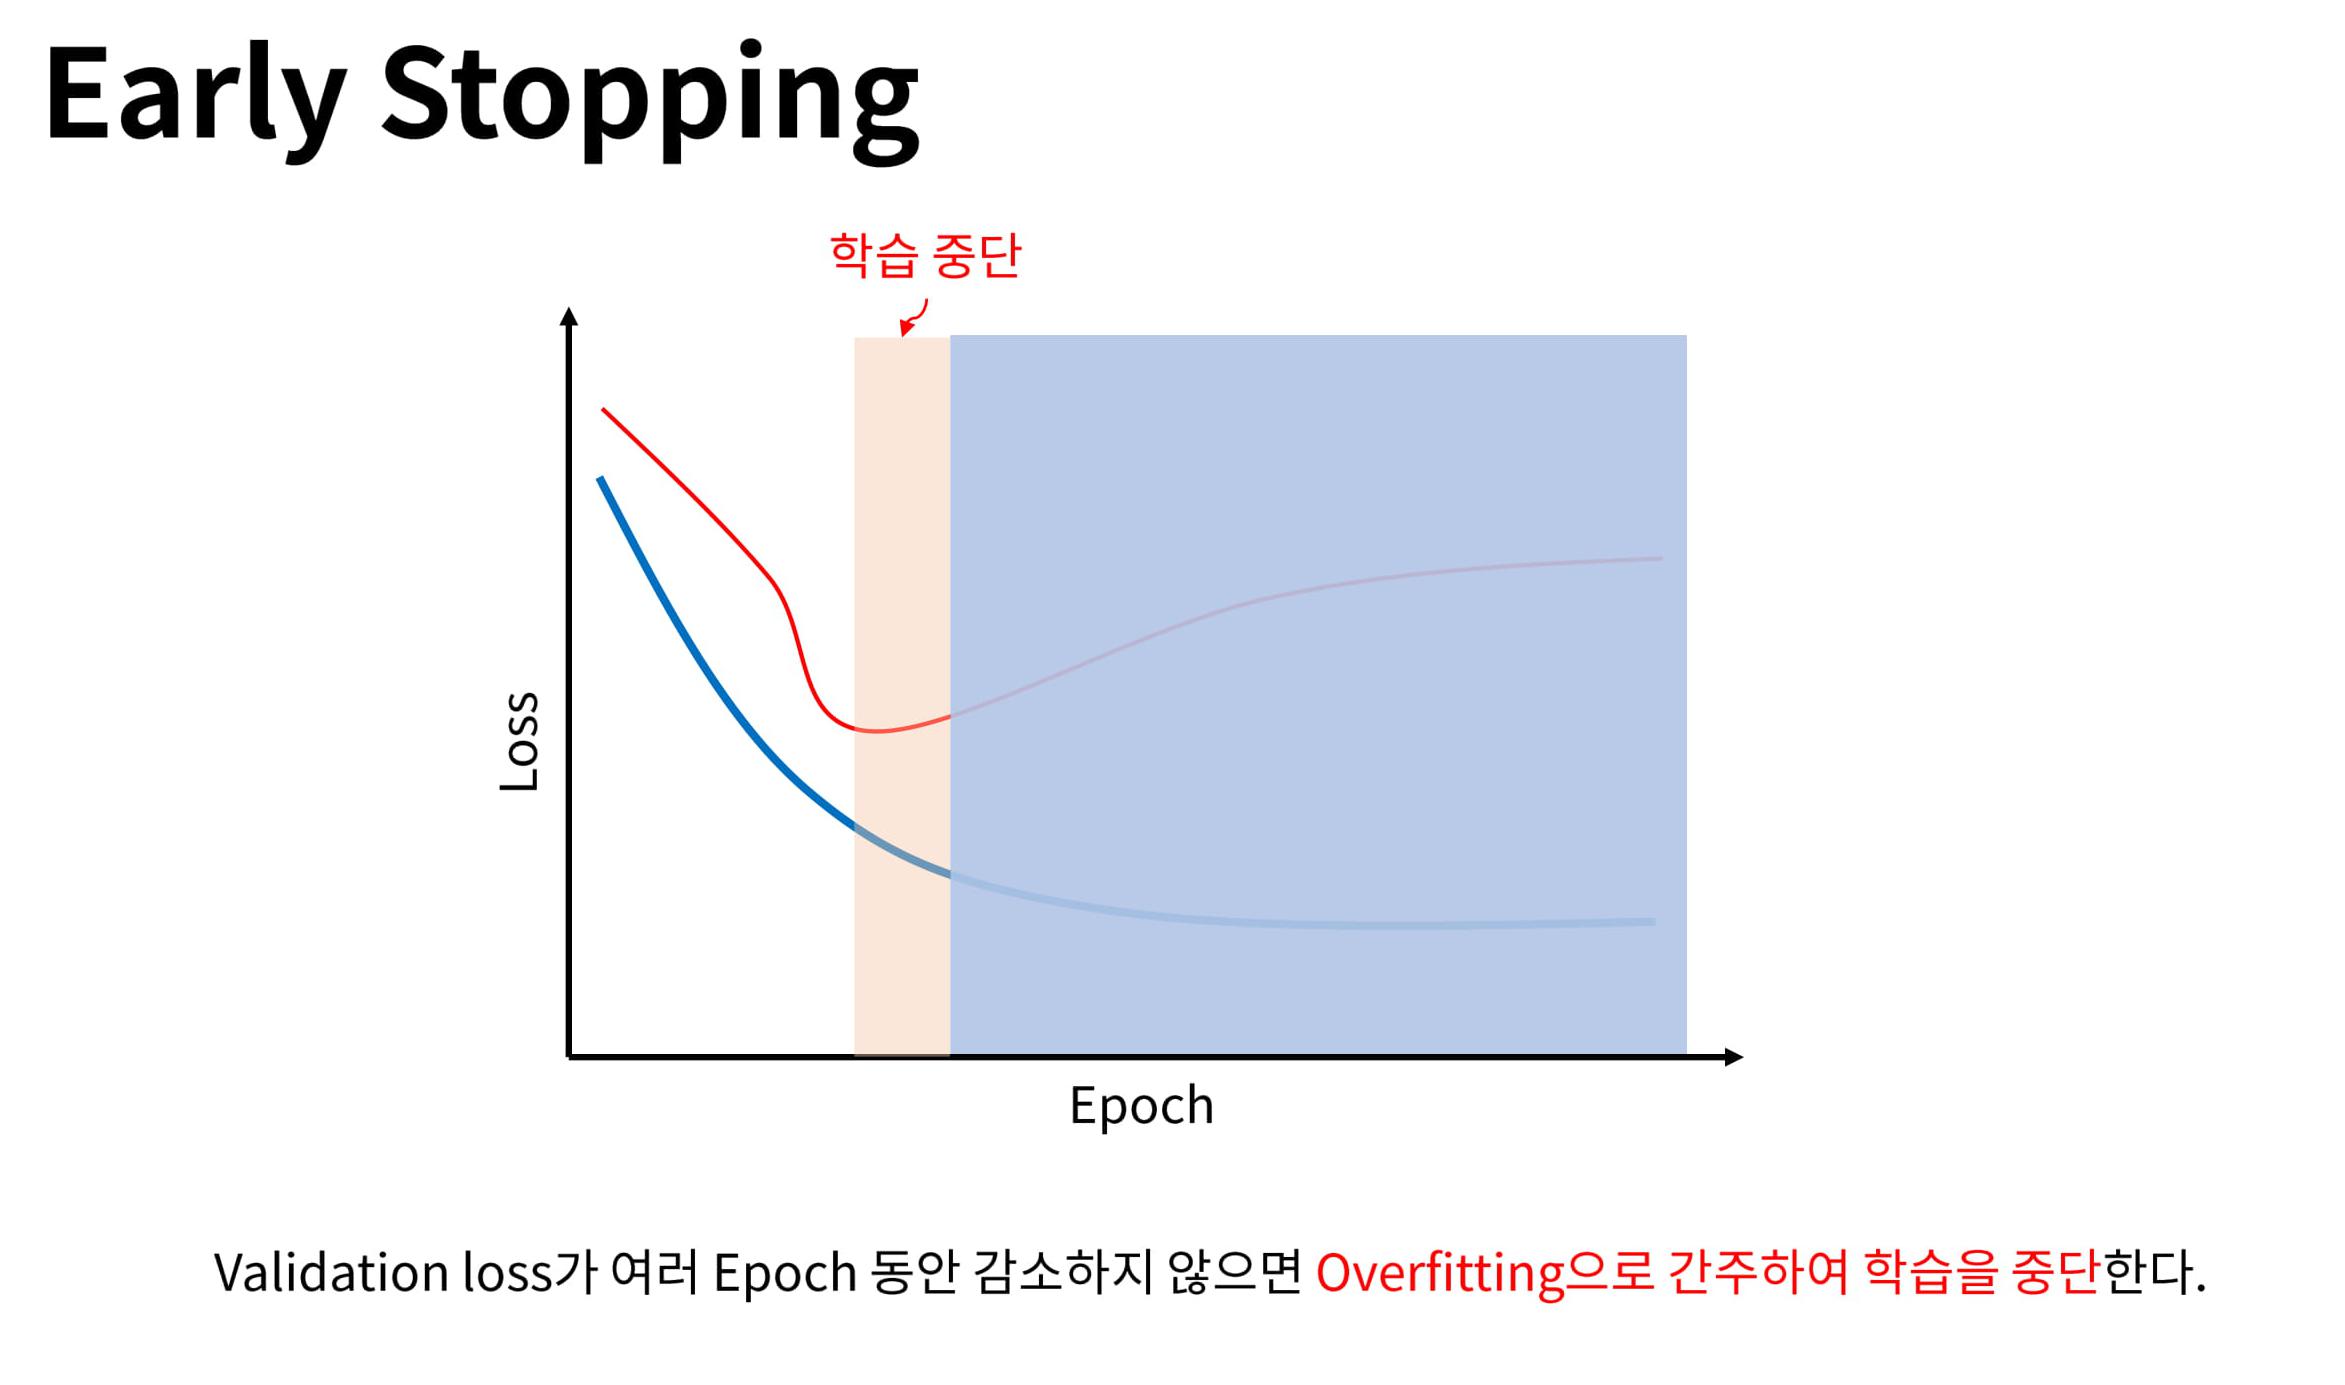 Early Stopping
학습 중단
Loss
Epoch
Validation loss가 여러 Epoch 동안 감소하지 않으면 Overfitting으로 간주하여 학습을 중단한다.